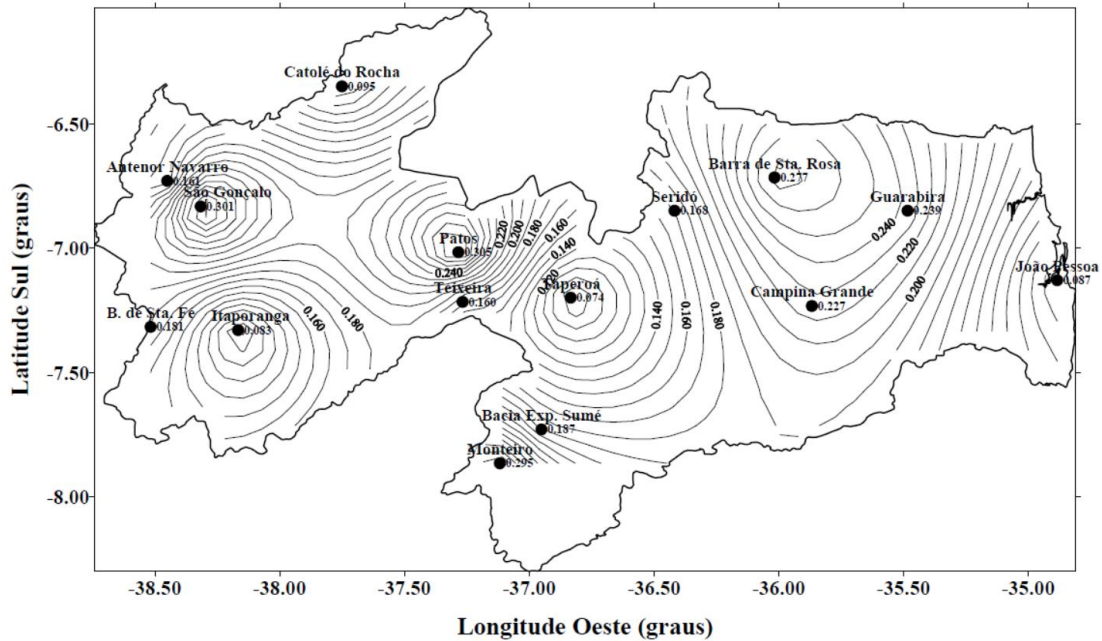 Catolé do Rocha
0.095
-6.50
Antenor Navarro
0.161
São Gonçalo
0.301
Barra de Sta. Rosa
0.277
Seridó
0.168
Guarabira
0.239
0.240
0.220
0.200
0.220
0.200
0.180
0.160
0.140
0.120
-7.00
Patos
0.305
0.240
Teixeira
0.160
Taperoá
0.074
João Pessoa
0.087
Campina Grande
0.227
B. de Sta. Fé
0.181
Itaporanga
0.083
0.160
0.180
0.140
0.160
0.180
-7.50
Bacia Exp. Sumé
0.187
Monteiro
0.295
-8.00
Latitude Sul (graus)
-38.50 -38.00 -37.50 -37.00 -36.50 -36.00 -35.50 -35.00
Longitude Oeste (graus)